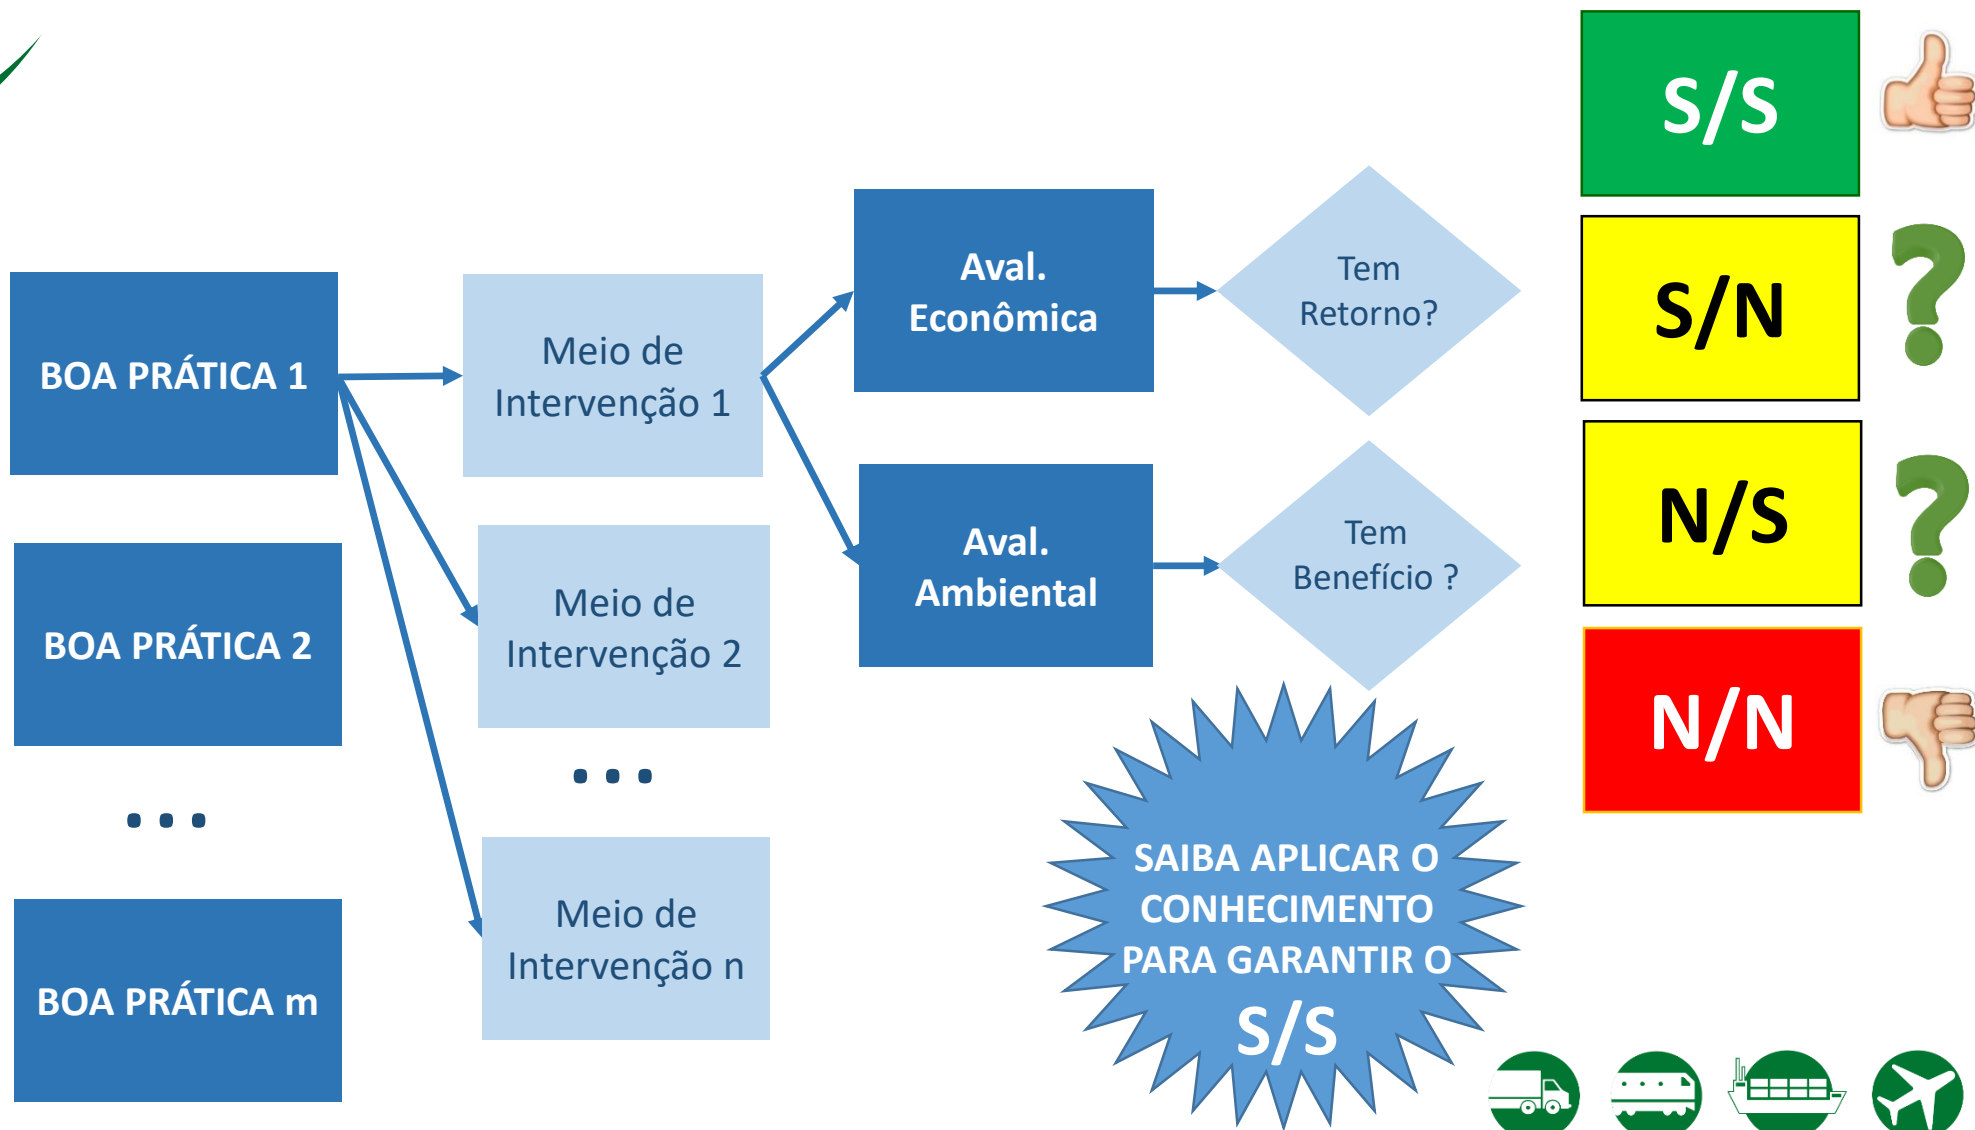 BOA PRÁTICA 1
BOA PRÁTICA 2
...
BOA PRÁTICA m
Meio de
Intervenção 1
Meio de
Intervenção 2
...
Meio de
Intervenção n
Aval.
Econômica
Aval.
Ambiental
Tem
Retorno?
Tem
Benefício ?
S/S
S/N
N/S
N/N
SAIBA APLICAR O
CONHECIMENTO
PARA GARANTIR O
S/S